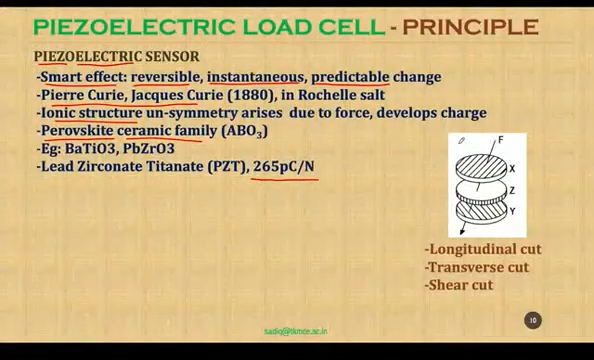 PIEZOELECTRIC LOAD CELL - PRINCIPLE
PIEZOELECTRIC SENSOR
-Smart effect: reversible, instantaneous, predictable change
-Pierre Curie, Jacques Curie (1880), in Rochelle salt
-Ionic structure un-symmetry arises due to force, develops charge
-Perovskite ceramic family (ABO₃)
-Eg: BaTiO3, PbZrO3
-Lead Zirconate Titanate (PZT), 265pC/N
F
X
Z
Y
-Longitudinal cut
-Transverse cut
-Shear cut
10
sadiq@tkmce.ac.in